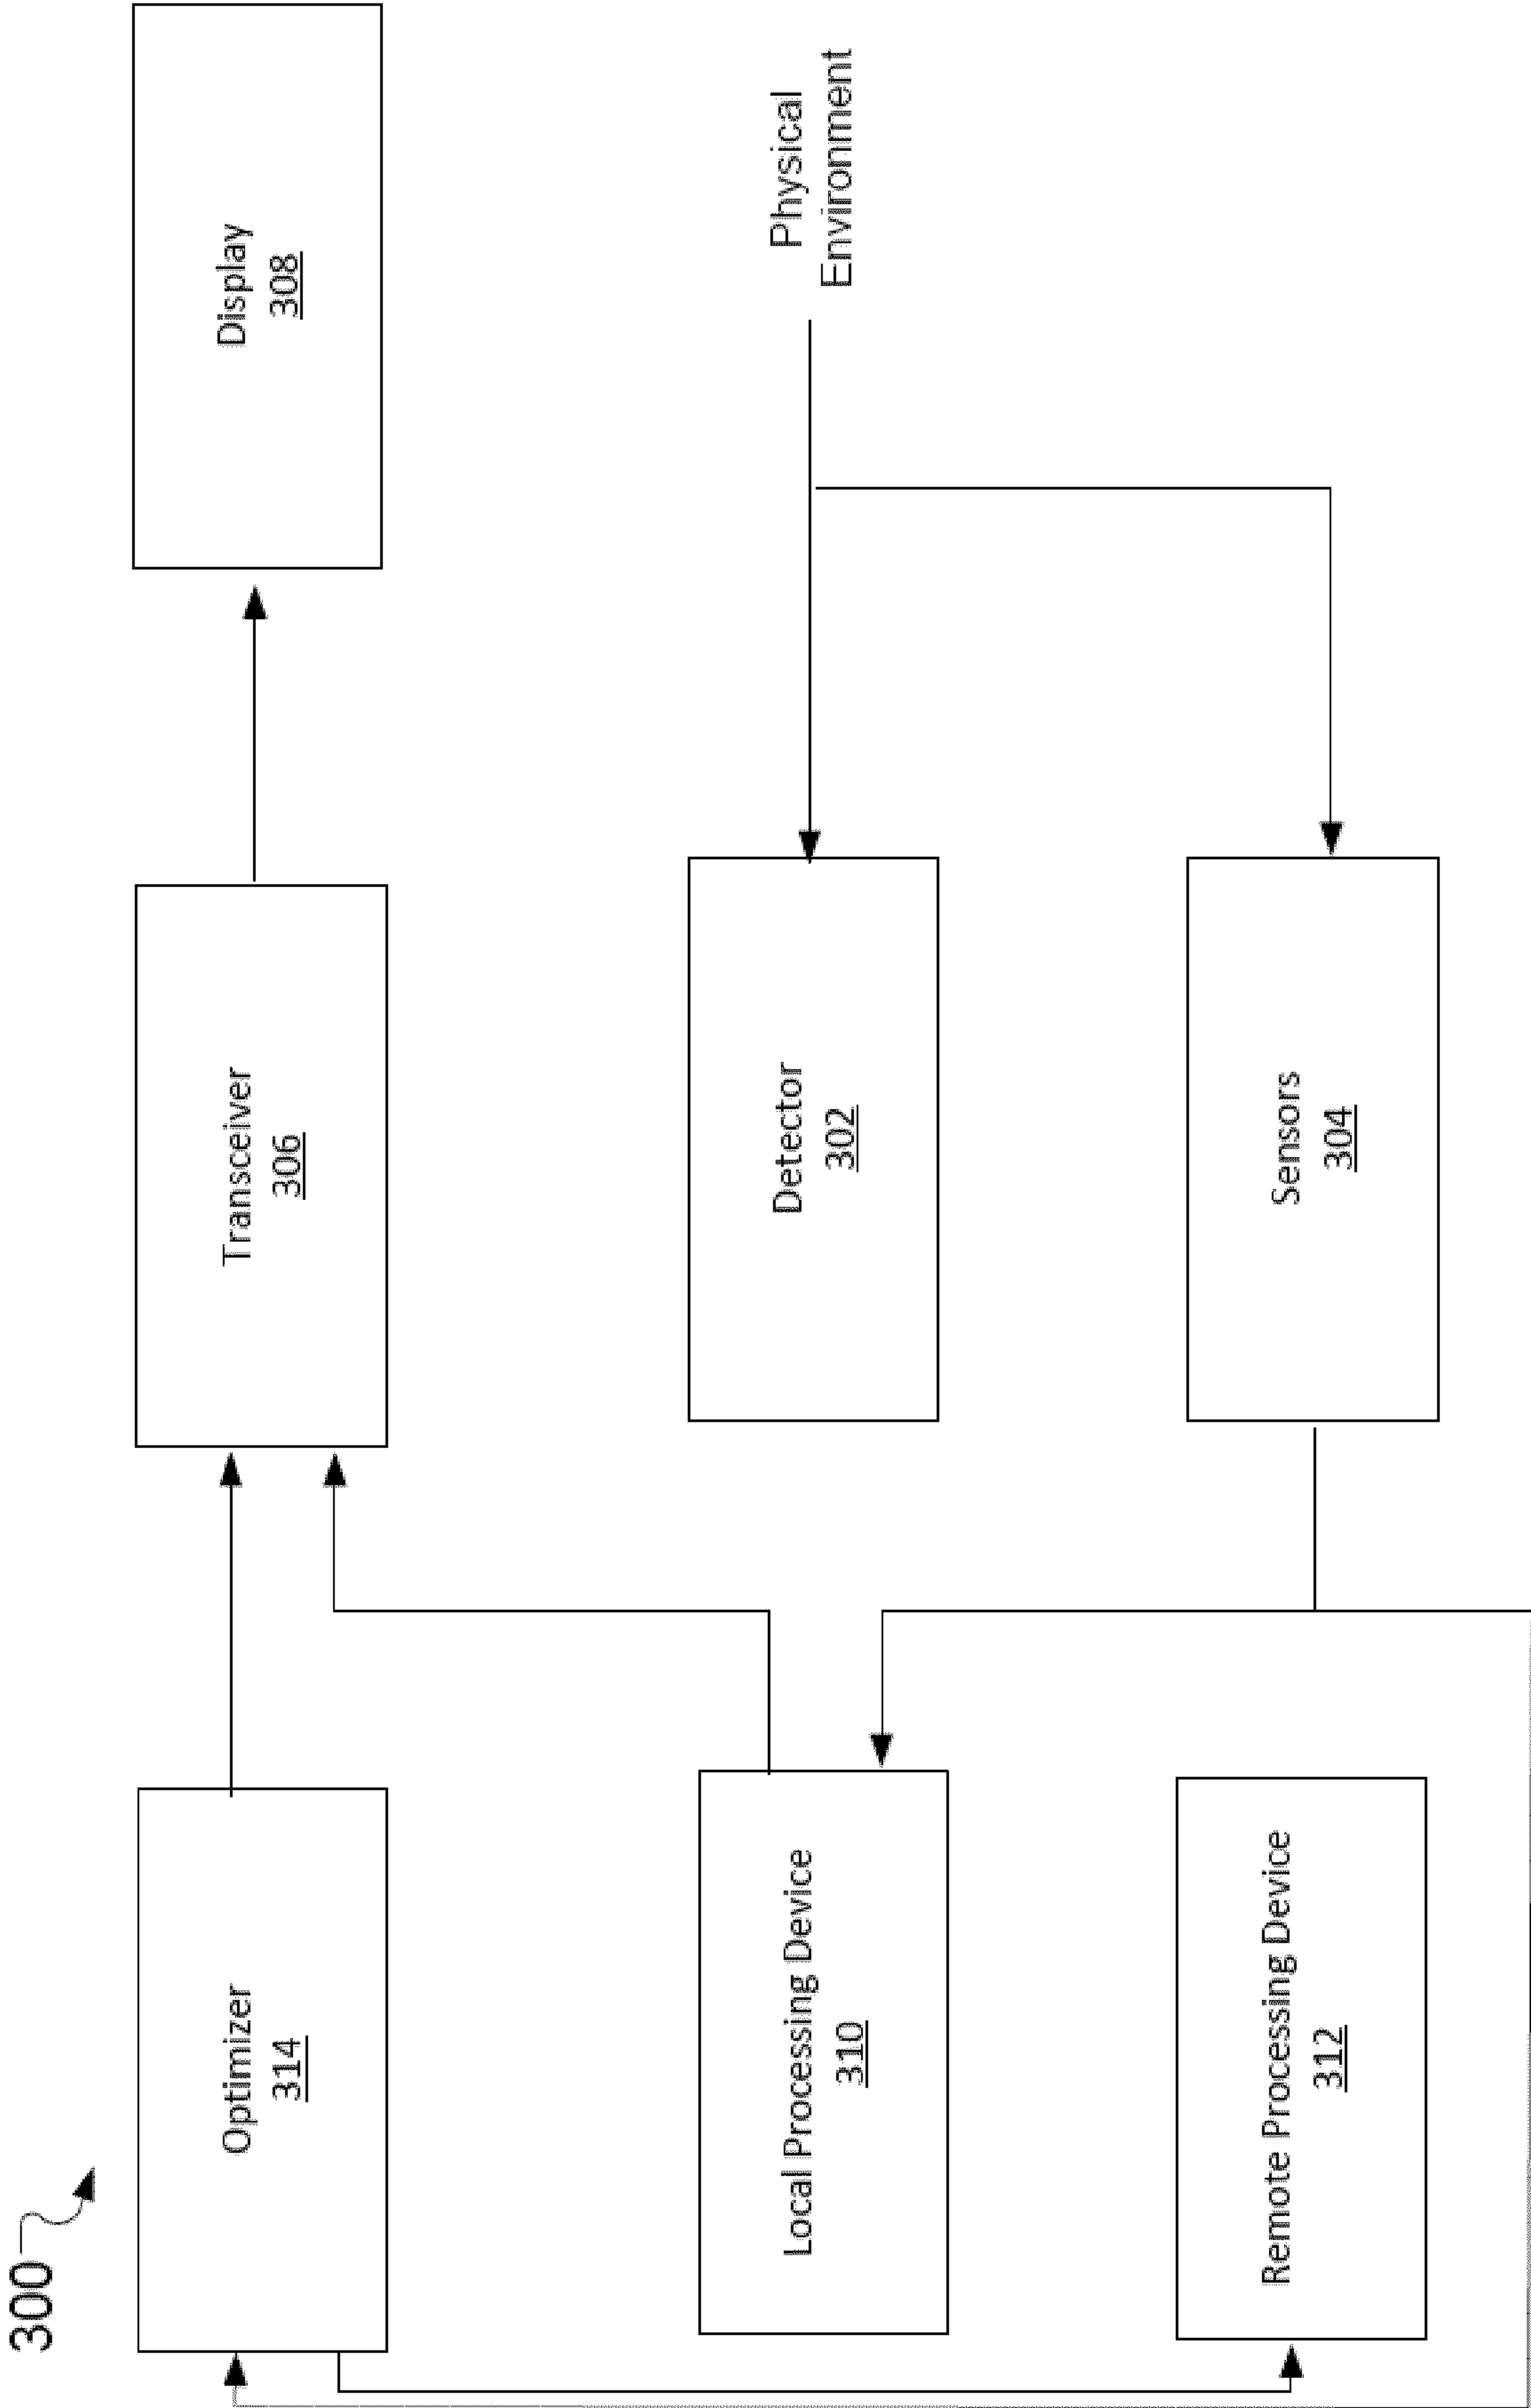 300
Optimizer
314
Transceiver
306
Display
308
Local Processing Device
310
Detector
302
Physical
Environment
Remote Processing Device
312
Sensors
304